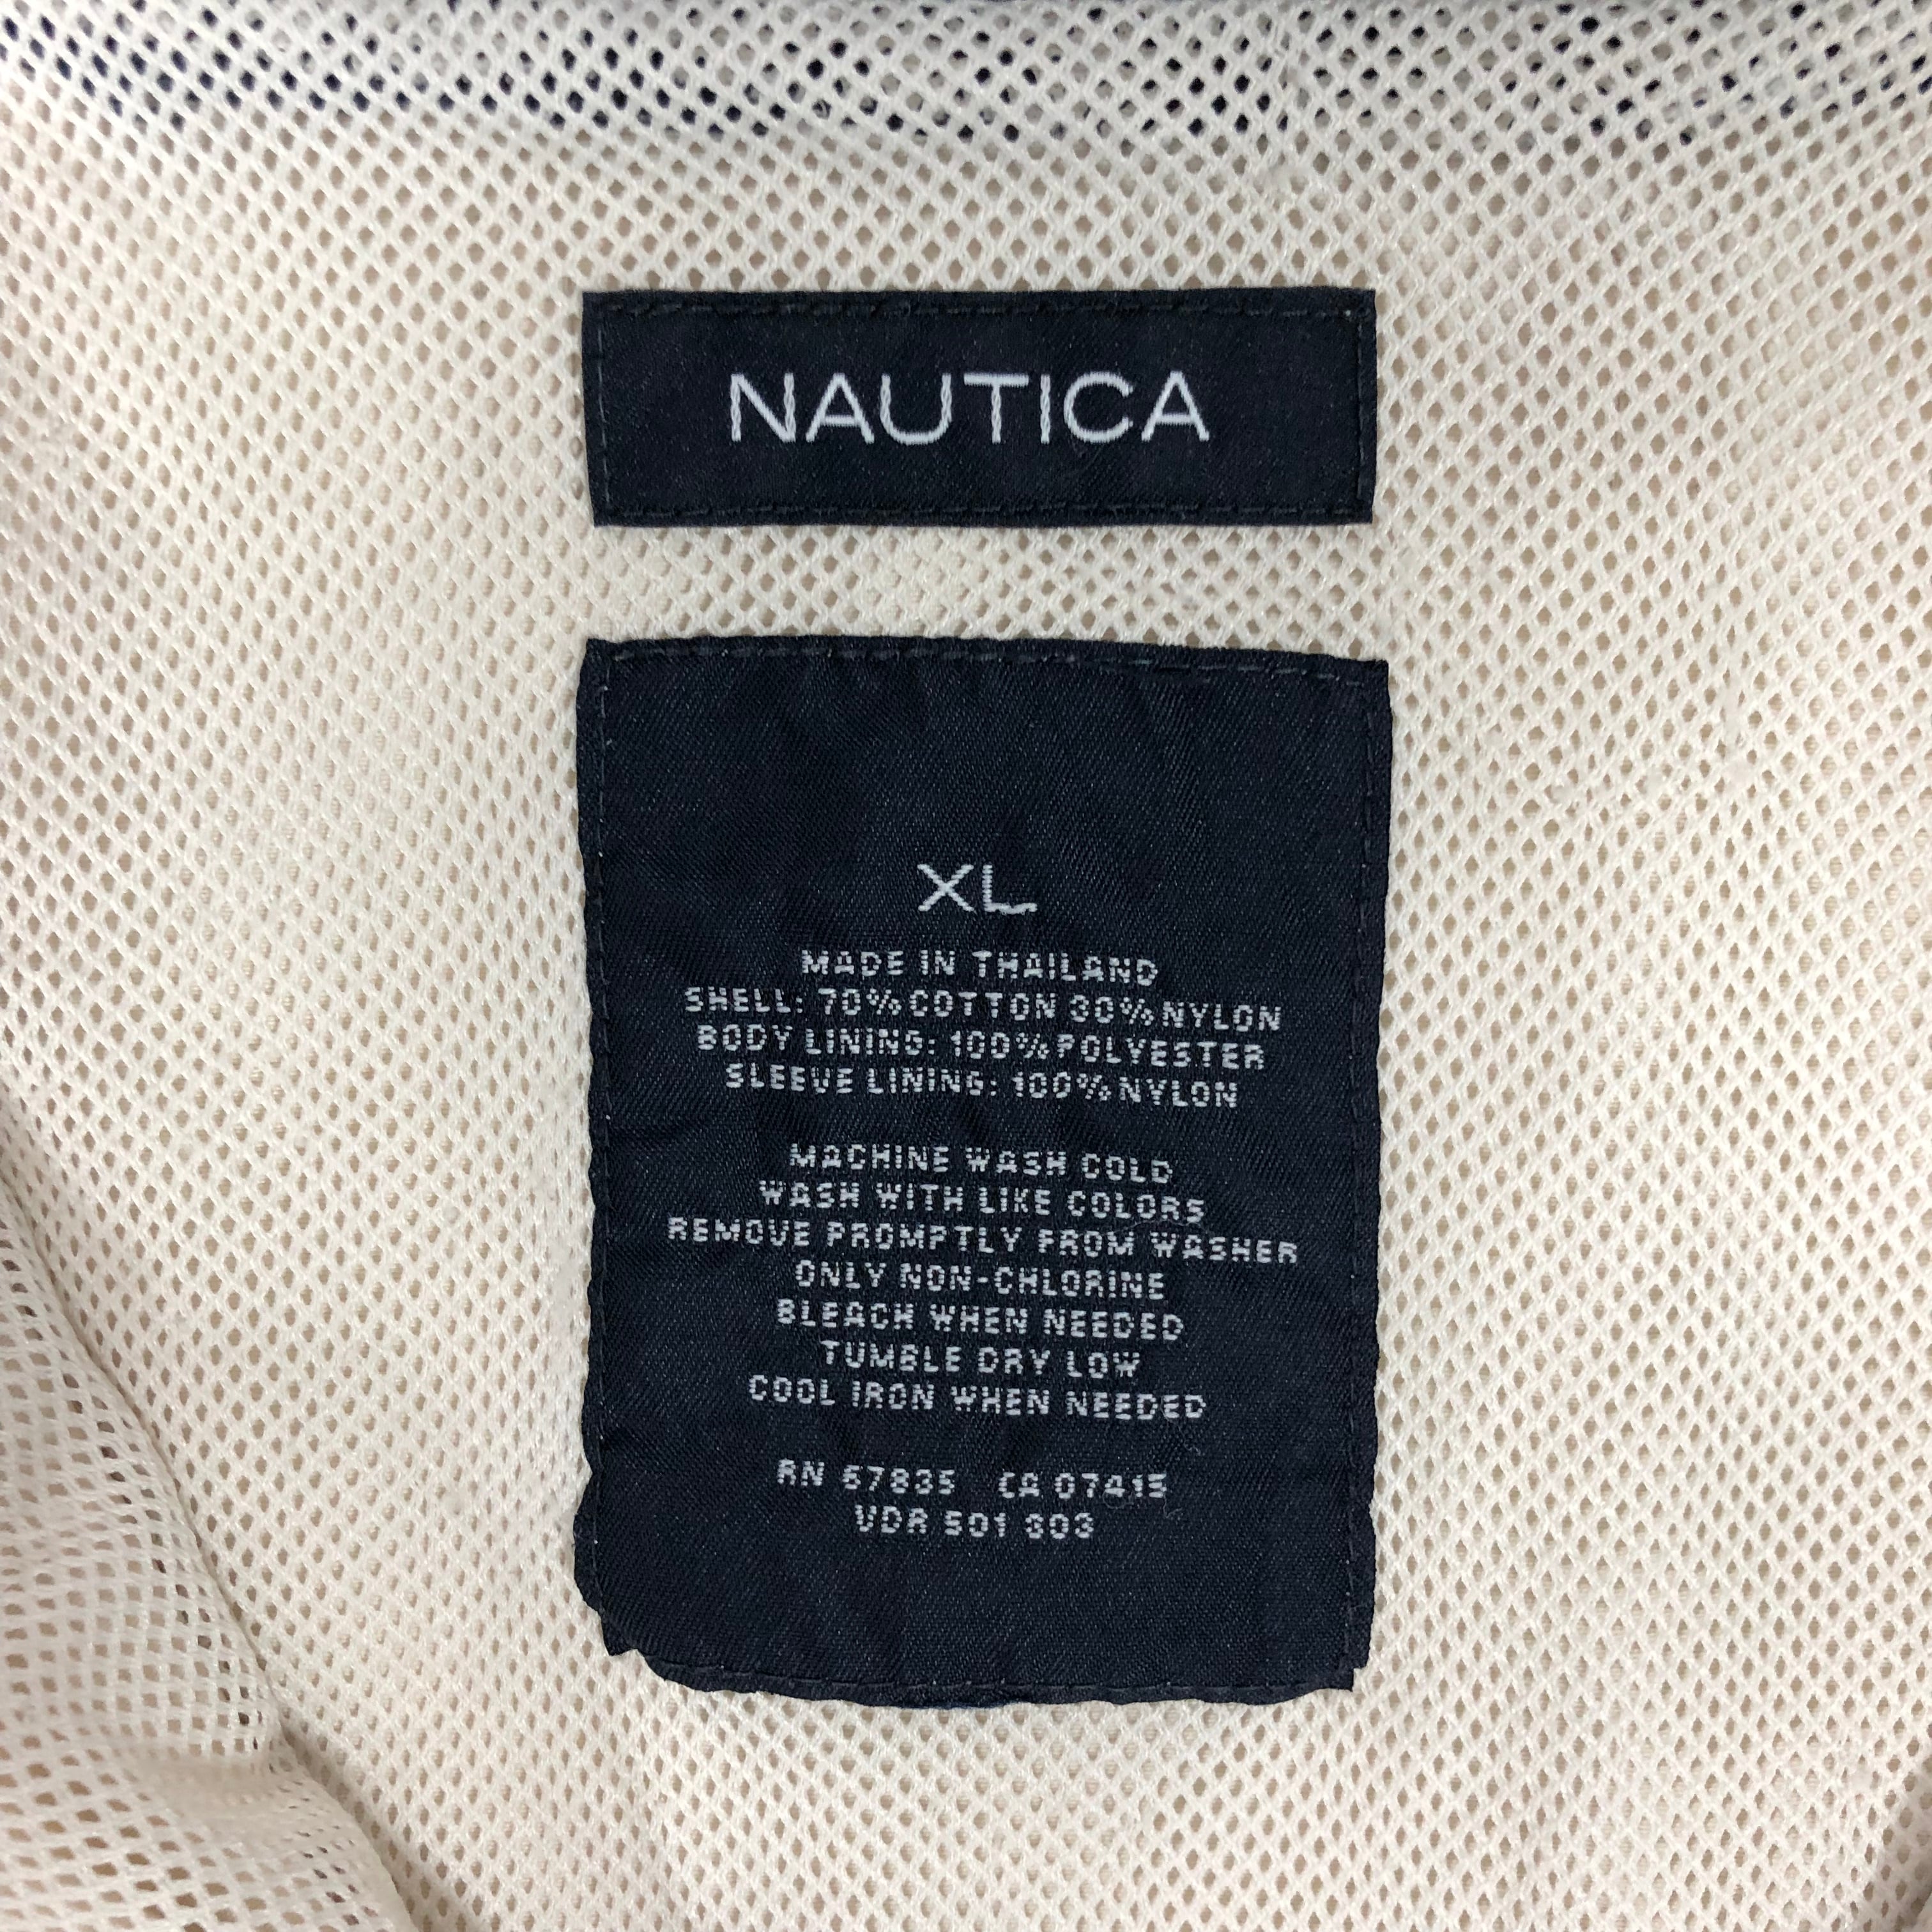 NAUTICA
XL
MADE IN THAILAND
SHELL: 70% COTTON 30% NYLON
BODY LINING: 100% POLYESTER
SLEEVE LINING: 100% NYLON
MACHINE WASH COLD
WASH WITH LIKE COLORS
REMOVE PROMPTLY FROM WASHER
ONLY NON-CHLORINE
BLEACH WHEN NEEDED
TUMBLE DRY LOW
COOL IRON WHEN NEEDED
RN 67835 CA 07415
VDR 501 303